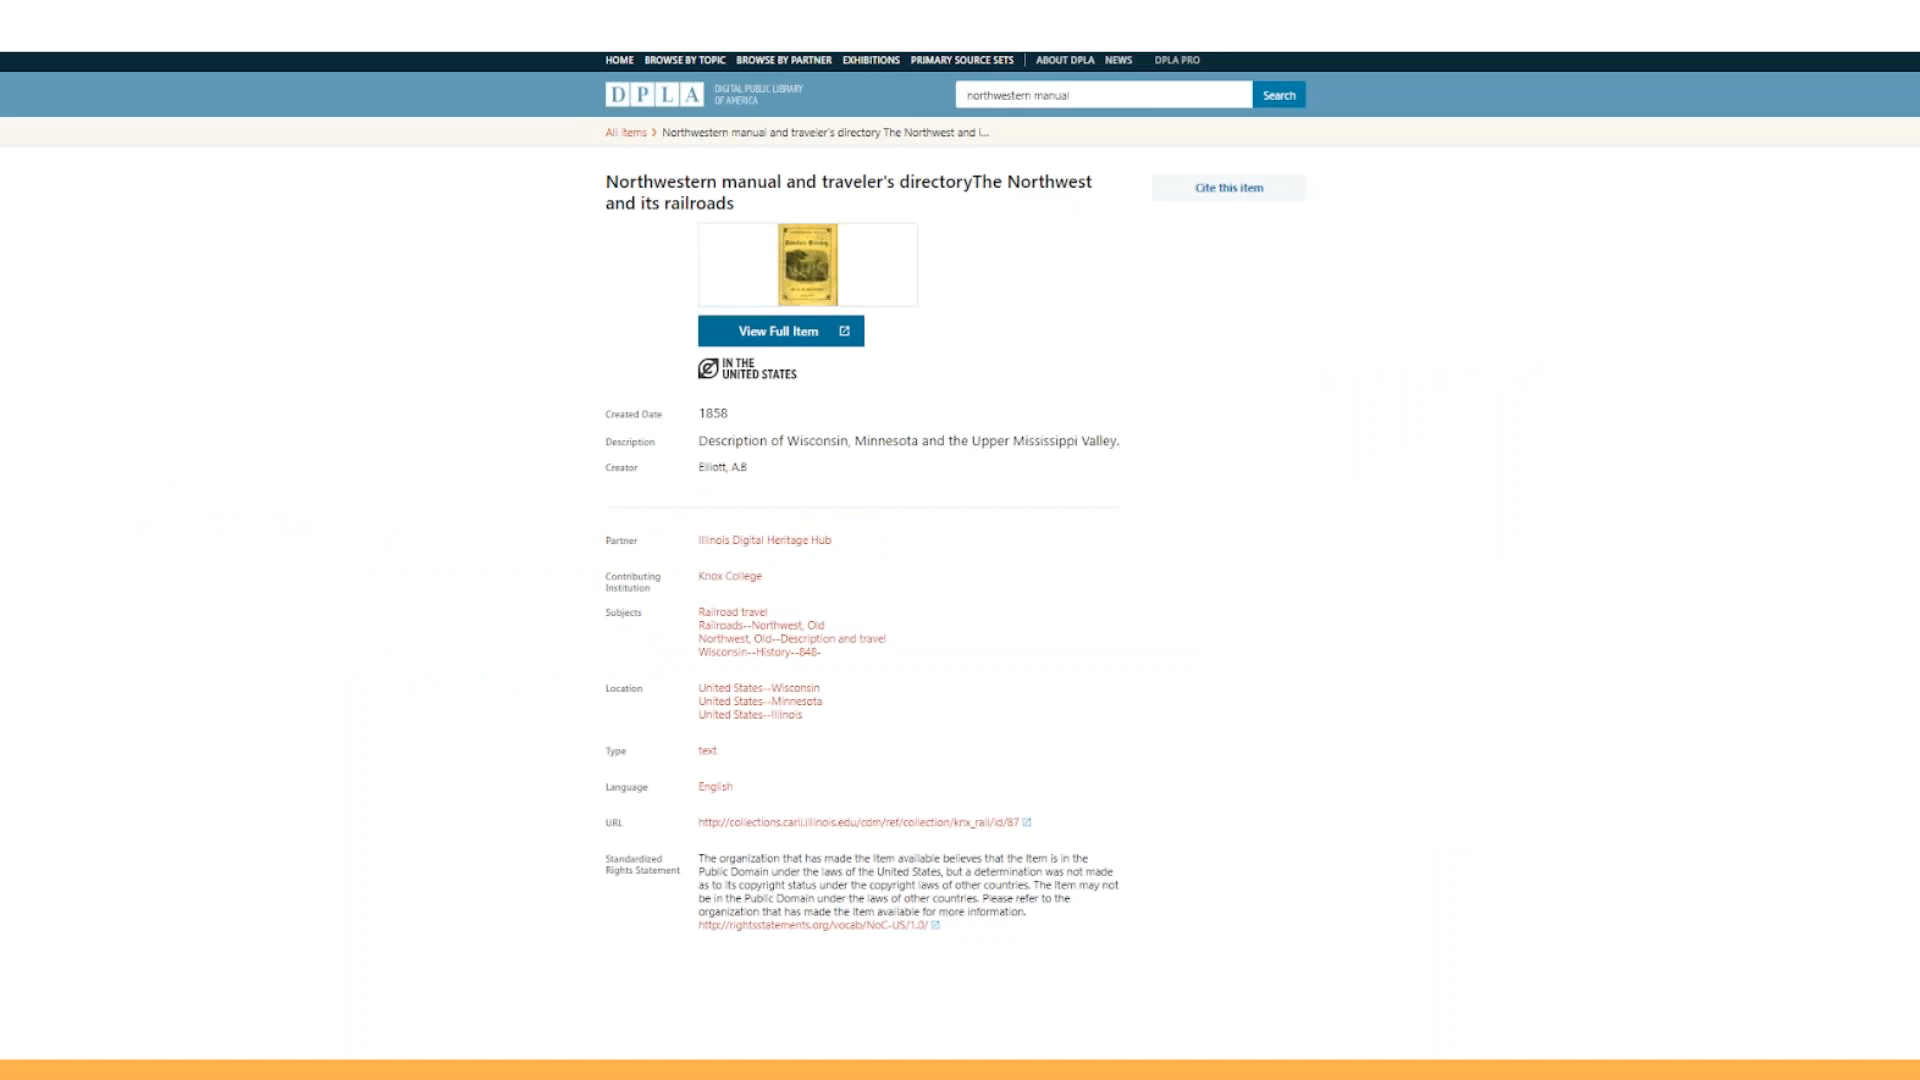 HOME BROWSE BY TOPIC BROWSE BY PARTNER EXHIBITIONS PRIMARY SOURCE SETS ABOUT DPLA NEWS DPLA PRO
DPLA DIGITAL PUBLIC LIBRARY
OF AMERICA
northwestern manual Search
All items > Northwestern manual and traveler's directory The Northwest and i...
Northwestern manual and traveler's directoryThe Northwest
and its railroads
Cite this item
View Full Item
IN THE
UNITED STATES
Created Date 1858
Description Description of Wisconsin, Minnesota and the Upper Mississippi Valley.
Creator Elliott, A.B
Partner Illinois Digital Heritage Hub
Contributing
Institution Knox College
Subjects Railroad travel
Railroads--Northwest, Old
Northwest, Old--Description and travel
Wisconsin--History--848-
Location United States--Wisconsin
United States--Minnesota
United States--Illinois
Type text
Language English
URL http://collections.carli.illinois.edu/cdm/ref/collection/knx_rail/id/87
Standardized
Rights Statement
The organization that has made the Item available believes that the Item is in the
Public Domain under the laws of the United States, but a determination was not made
as to its copyright status under the copyright laws of other countries. The Item may not
be in the Public Domain under the laws of other countries. Please refer to the
organization that has made the Item available for more information.
http://rightsstatements.org/vocab/NoC-US/1.0/